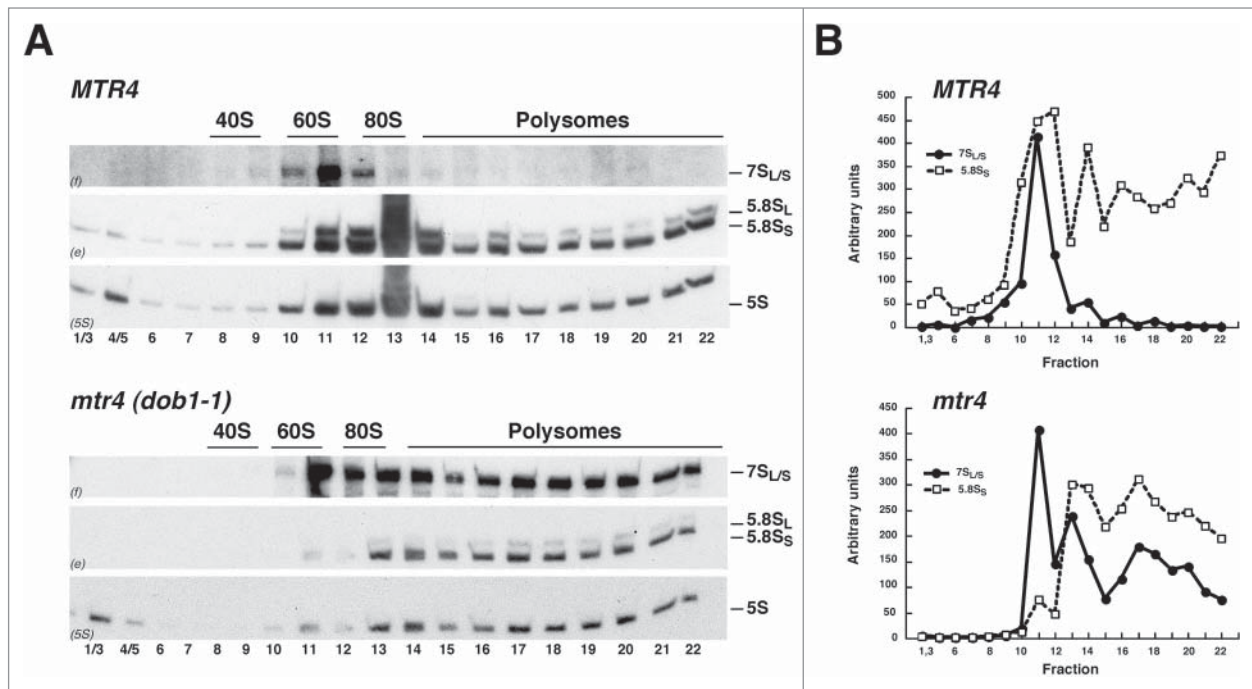 A
MTR4
40S 60S 80S Polysomes
(f) 7SL/S
5.8SL
(e) 5.8SS
(5S) 5S
1/3 4/5 6 7 8 9 10 11 12 13 14 15 16 17 18 19 20 21 22
mtr4 (dob1-1)
40S 60S 80S Polysomes
(f) 7SL/S
5.8SL
(e) 5.8SS
(5S) 5S
1/3 4/5 6 7 8 9 10 11 12 13 14 15 16 17 18 19 20 21 22
B
MTR4
500
450
400
350
300
250
200
150
100
50
0
Arbitrary units
7SL/S
5.8SS
1,3 6 8 10 12 14 16 18 20 22
Fraction
mtr4
450
400
350
300
250
200
150
100
50
0
Arbitrary units
7SL/S
5.8SS
1,3 6 8 10 12 14 16 18 20 22
Fraction